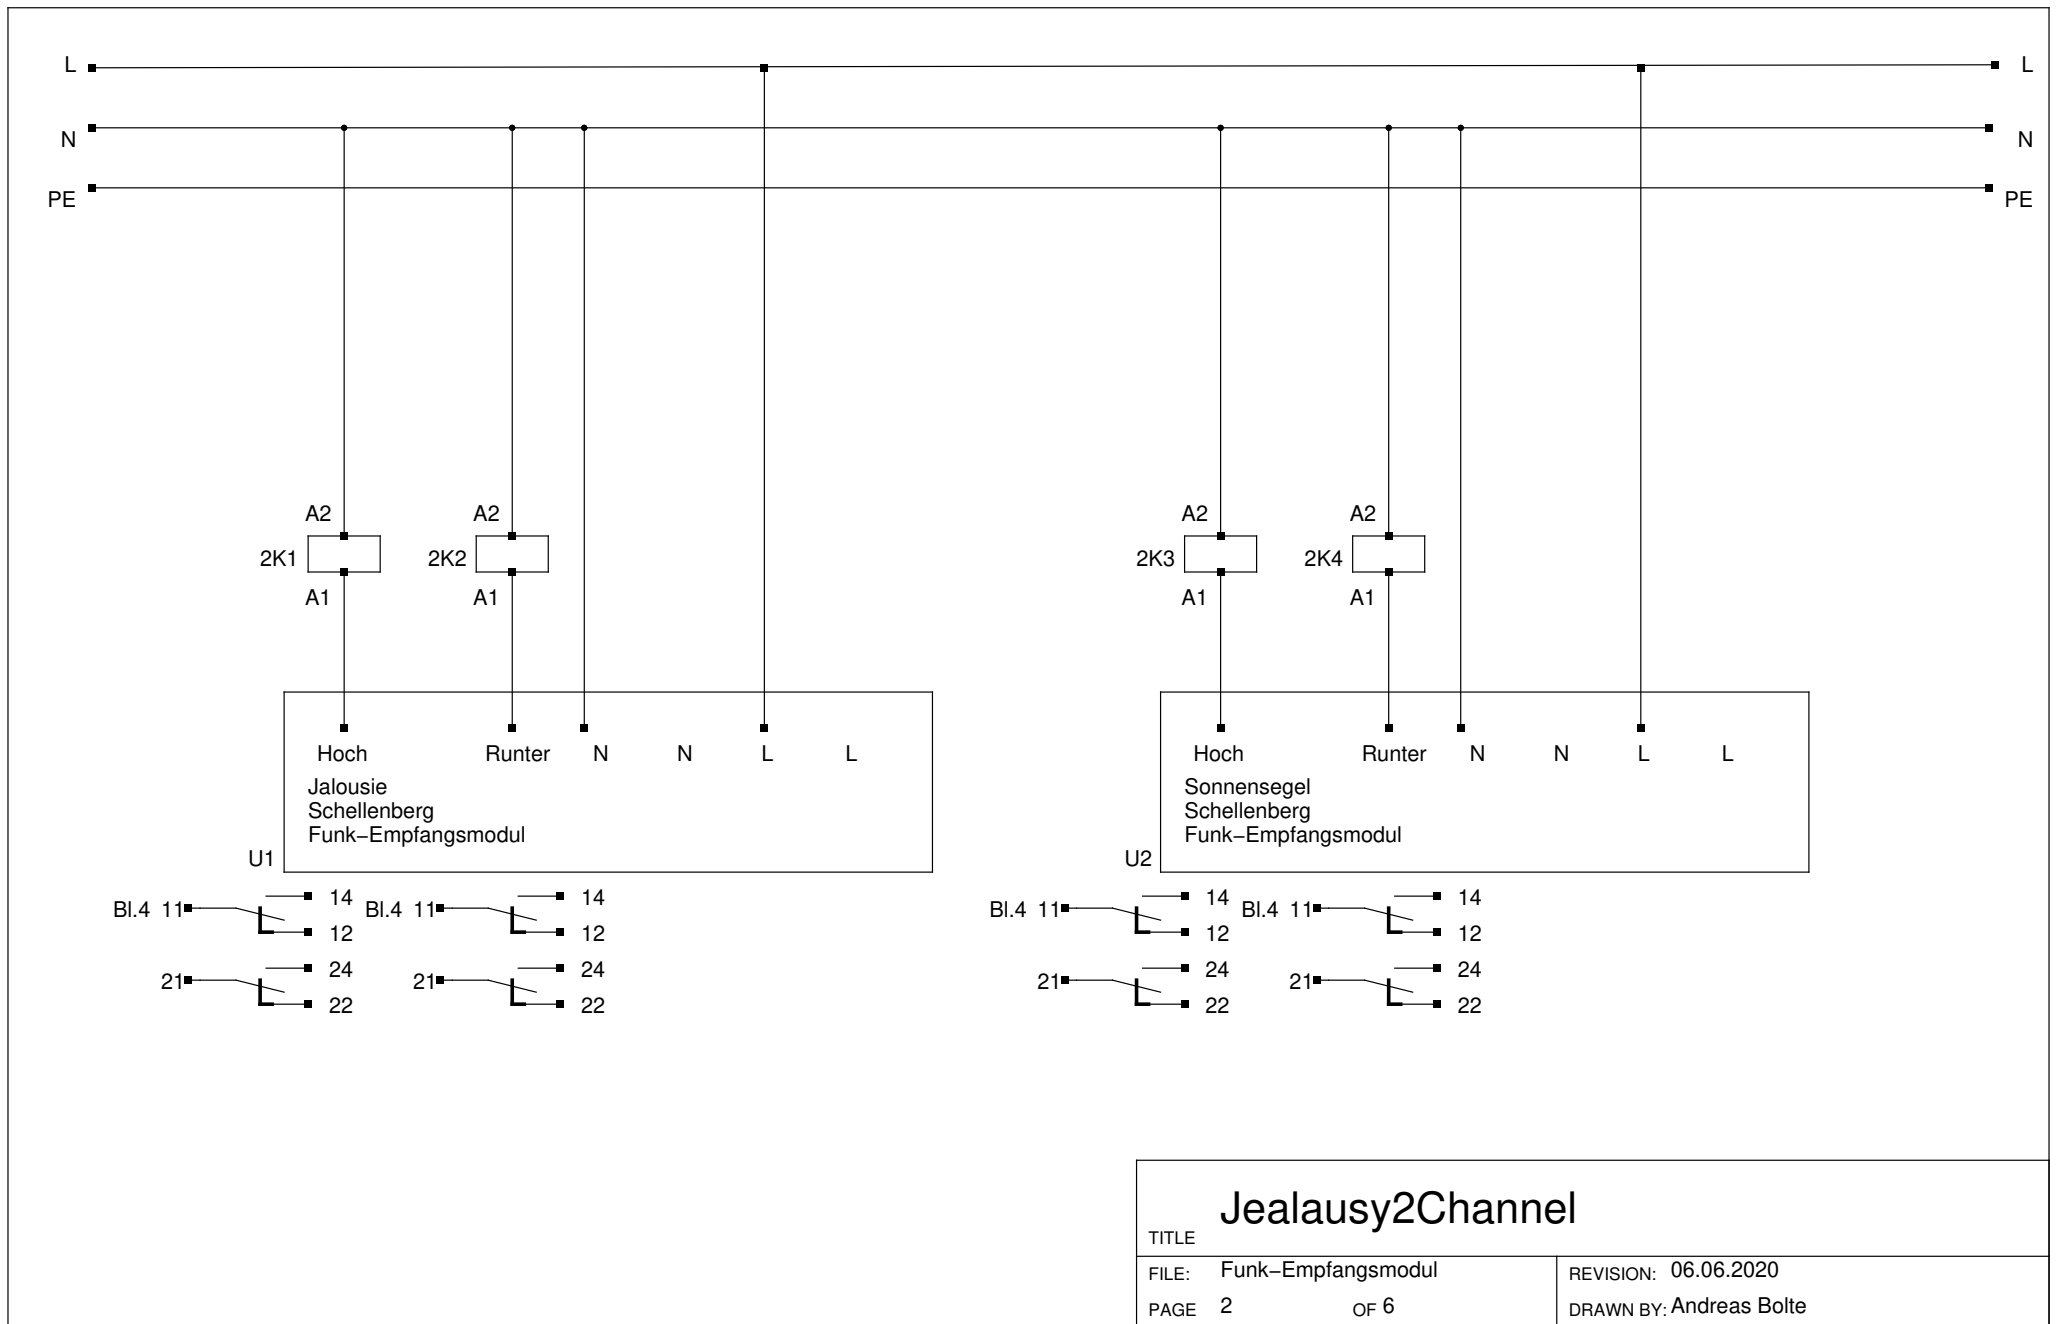 L L
N N
PE PE
A2 A2 A2 A2
2K1 2K2 2K3 2K4
A1 A1 A1 A1
Hoch Runter N N L L
Jalousie
Schellenberg
Funk–Empfangsmodul
U1
Hoch Runter N N L L
Sonnensegel
Schellenberg
Funk–Empfangsmodul
U2
14 14 14 14
Bl.4 11 Bl.4 11 Bl.4 11 Bl.4 11
12 12 12 12
24 24 24 24
21 21 21 21
22 22 22 22
Jealausy2Channel
TITLE
FILE: Funk–Empfangsmodul REVISION: 06.06.2020
PAGE 2 OF 6 DRAWN BY: Andreas Bolte